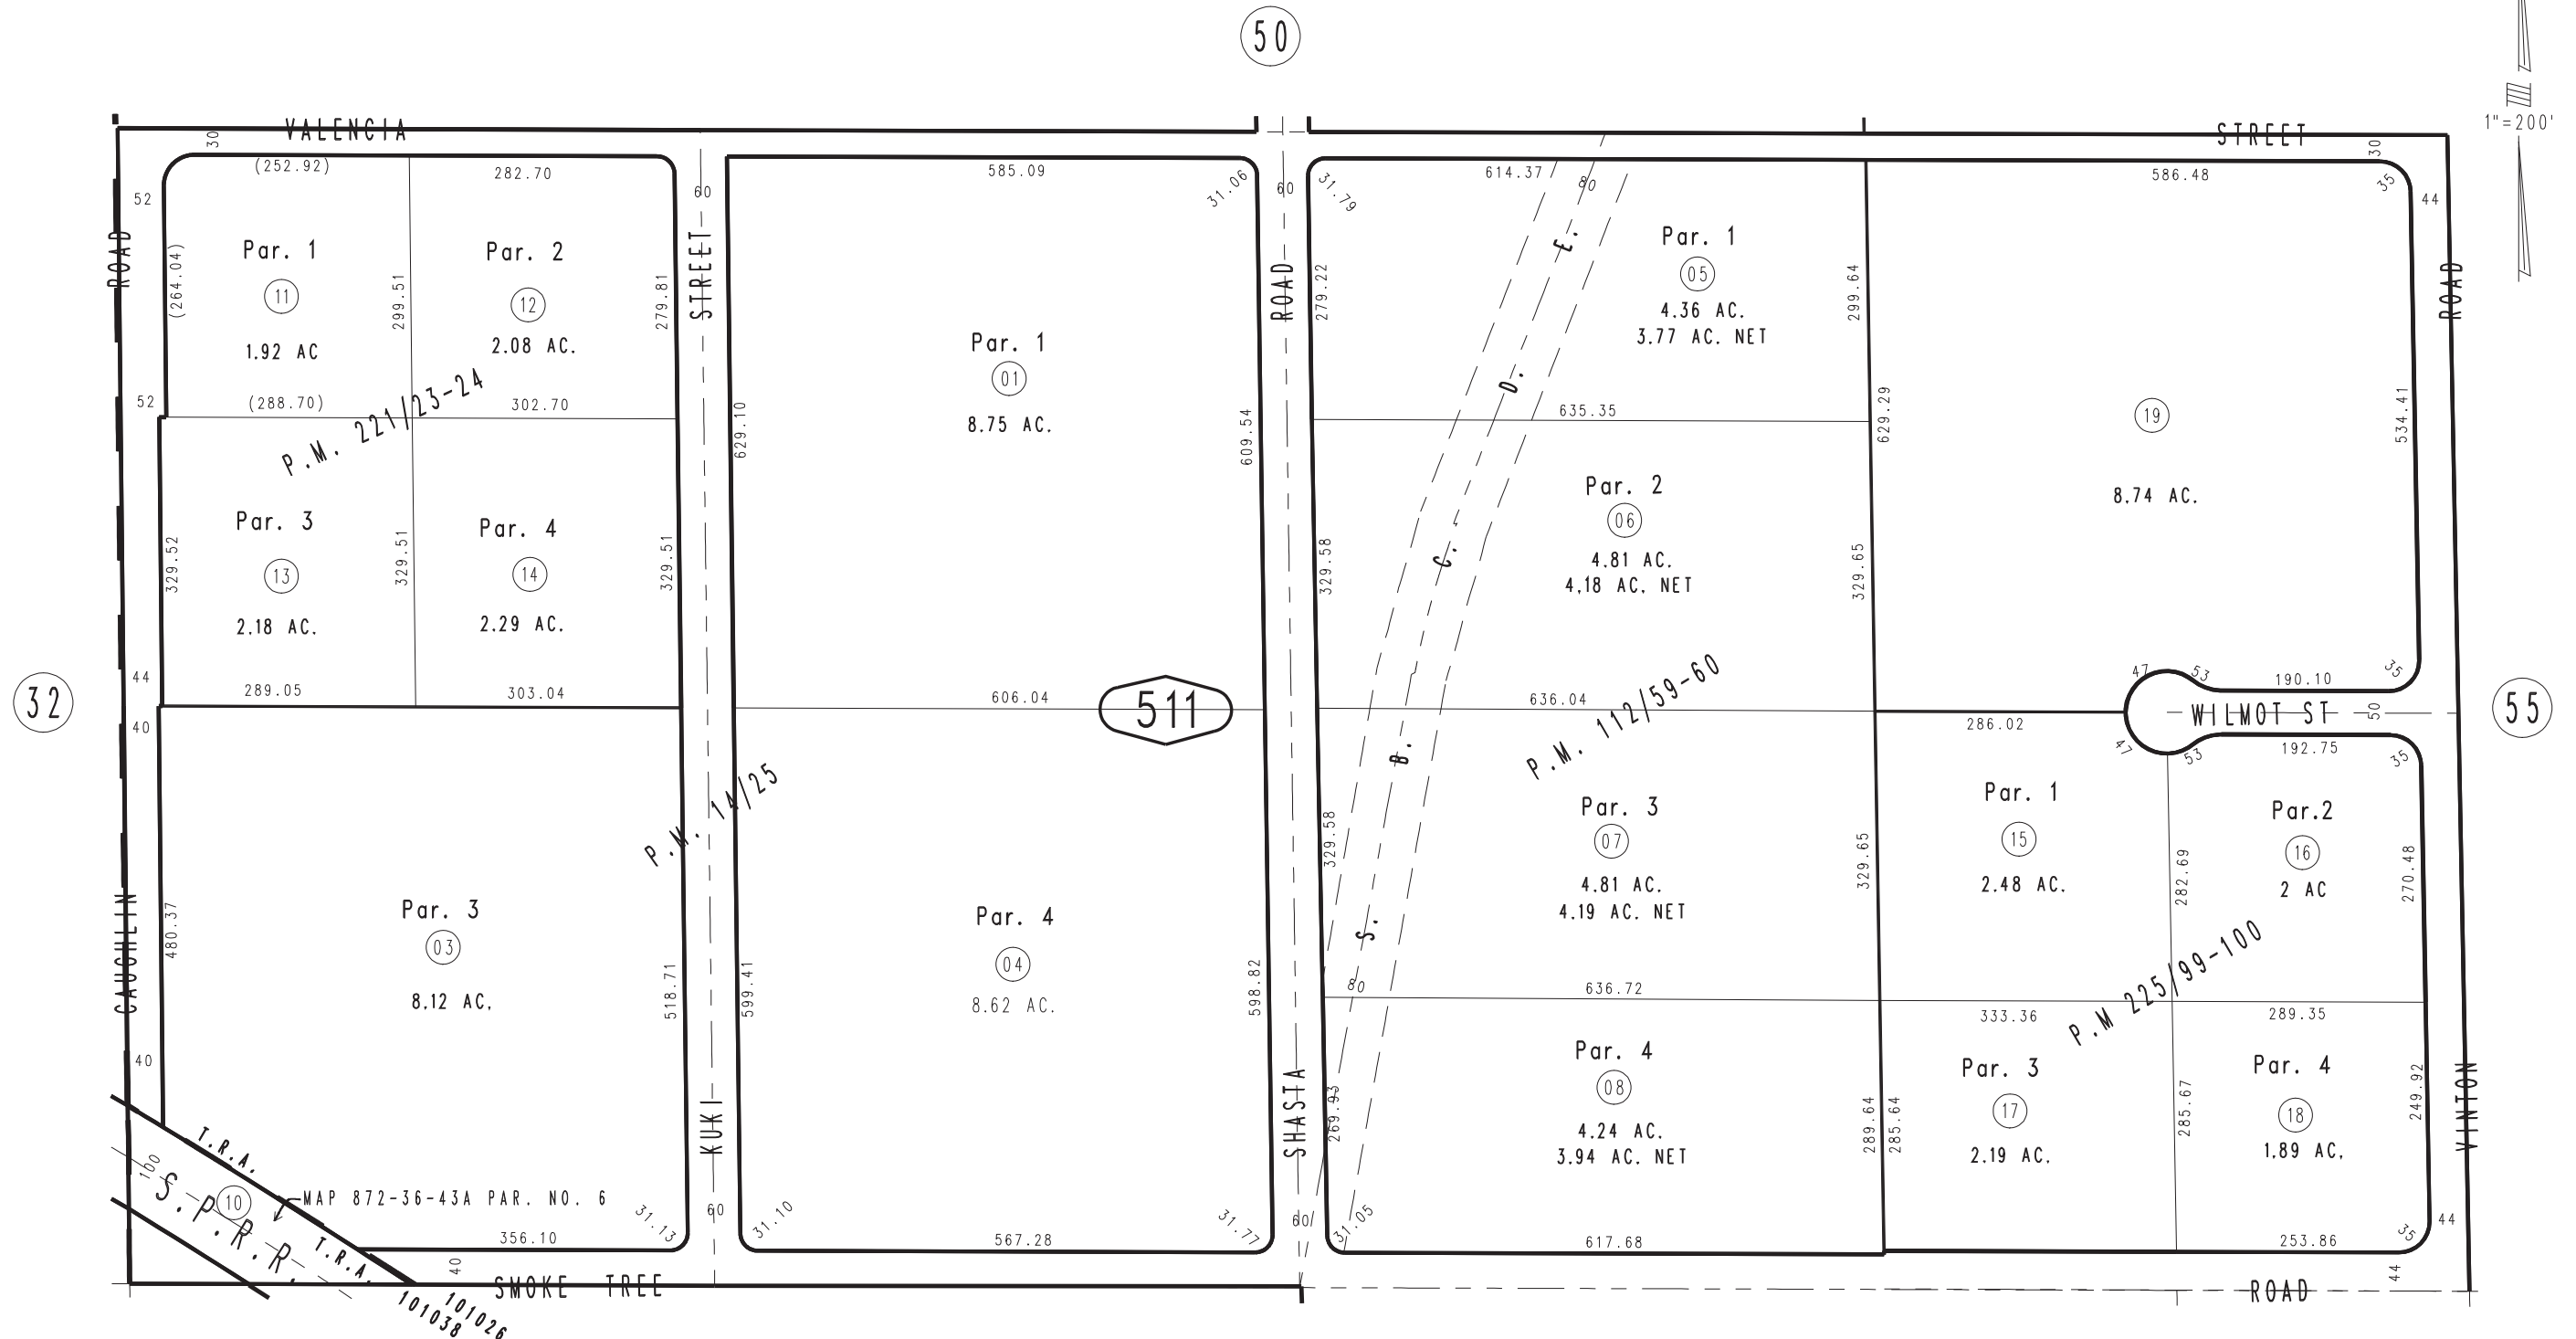 50
1"=200'
VALENCIA
STREET
30
30
(252.92)
282.70
585.09
614.37
80
586.48
35
52
60
31.06
60
31.79
44
ROAD
STREET
ROAD
ROAD
Par. 1
11
1.92 AC
(264.04)
299.51
Par. 2
12
2.08 AC.
279.81
Par. 1
01
8.75 AC.
629.10
609.54
279.22
Par. 1
05
4.36 AC.
3.77 AC. NET
299.64
629.29
19
8.74 AC.
534.41
52
(288.70)
302.70
635.35
P.M. 221/23-24
Par. 3
13
2.18 AC.
329.52
329.51
Par. 4
14
2.29 AC.
329.51
329.58
Par. 2
06
4.81 AC.
4.18 AC. NET
329.65
S. B. C. D. E.
44
289.05
303.04
606.04
511
636.04
P.M. 112/59-60
32
55
40
47
53
190.10
35
WILMOT ST
50
286.02
47
53
192.75
35
P.M. 14/25
Par. 3
03
8.12 AC.
480.37
518.71
Par. 4
04
8.62 AC.
599.41
598.82
329.58
Par. 3
07
4.81 AC.
4.19 AC. NET
329.65
Par. 1
15
2.48 AC.
282.69
Par.2
16
2 AC
270.48
P.M 225/99-100
80
636.72
333.36
289.35
40
CAUGHLIN
KUKI
SHASTA
VINTON
269.93
Par. 4
08
4.24 AC.
3.94 AC. NET
289.64
285.64
Par. 3
17
2.19 AC.
285.67
Par. 4
18
1.89 AC.
249.92
T.R.A.
100
S.P.R.R.
10
MAP 872-36-43A PAR. NO. 6
T.R.A.
31.13
60
31.10
31.77
60
31.05
35
44
356.10
567.28
617.68
253.86
40
44
SMOKE TREE
ROAD
101026
101038